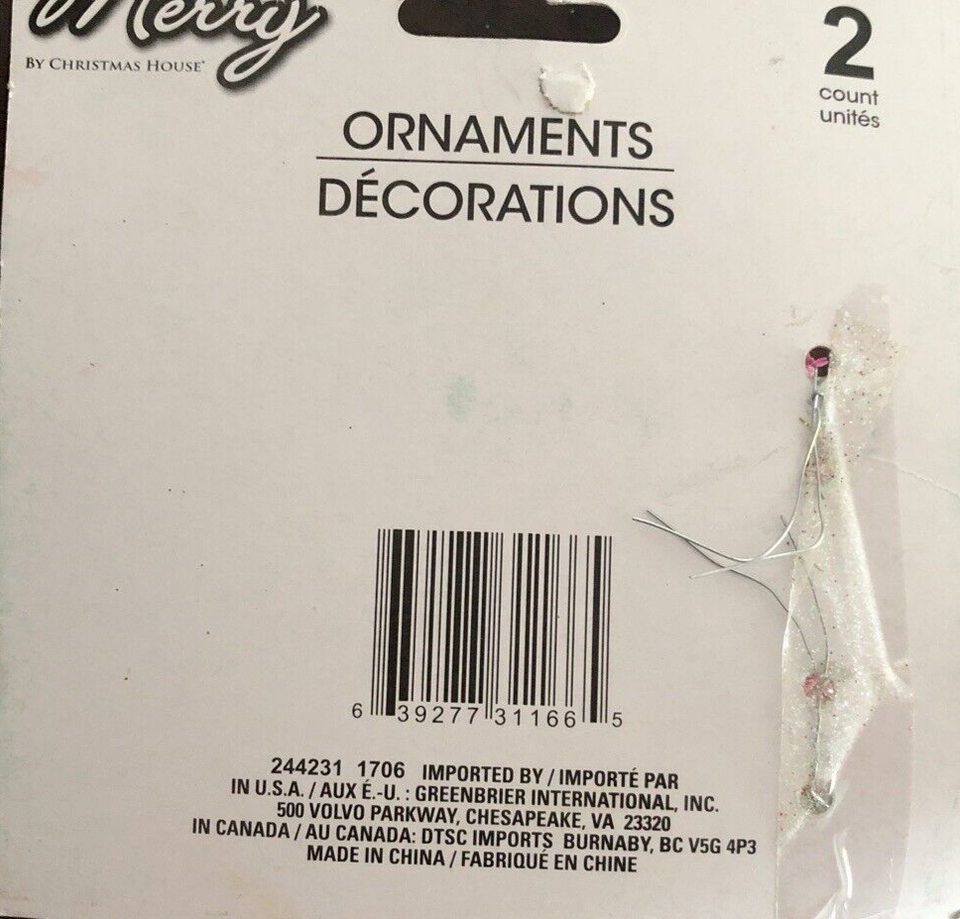 Merry
BY CHRISTMAS HOUSE
2
count
unités
ORNAMENTS
DÉCORATIONS
6 39277 31166 5
244231 1706 IMPORTED BY / IMPORTÉ PAR
IN U.S.A. / AUX É.-U. : GREENBRIER INTERNATIONAL, INC.
500 VOLVO PARKWAY, CHESAPEAKE, VA 23320
IN CANADA / AU CANADA: DTSC IMPORTS BURNABY, BC V5G 4P3
MADE IN CHINA / FABRIQUÉ EN CHINE